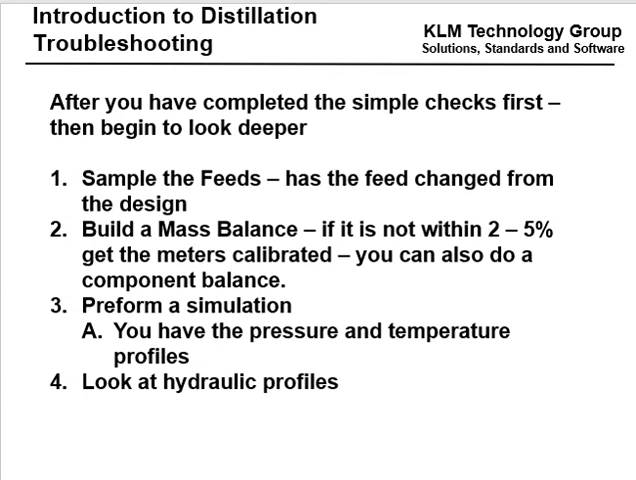 Introduction to Distillation
Troubleshooting
KLM Technology Group
Solutions, Standards and Software
After you have completed the simple checks first –
then begin to look deeper
1. Sample the Feeds – has the feed changed from
the design
2. Build a Mass Balance – if it is not within 2 – 5%
get the meters calibrated – you can also do a
component balance.
3. Preform a simulation
A. You have the pressure and temperature
profiles
4. Look at hydraulic profiles